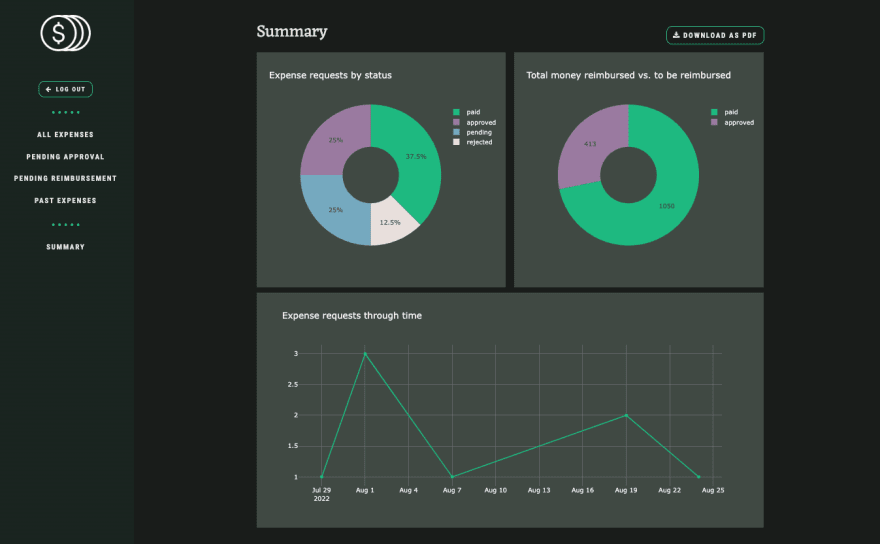 $
LOG OUT
ALL EXPENSES
PENDING APPROVAL
PENDING REIMBURSEMENT
PAST EXPENSES
SUMMARY
Summary
DOWNLOAD AS PDF
Expense requests by status
paid
approved
pending
rejected
25%
37.5%
25%
12.5%
Total money reimbursed vs. to be reimbursed
paid
approved
413
1050
Expense requests through time
3
2.5
2
1.5
1
Jul 29 Aug 1 Aug 4 Aug 7 Aug 10 Aug 13 Aug 16 Aug 19 Aug 22 Aug 25
2022